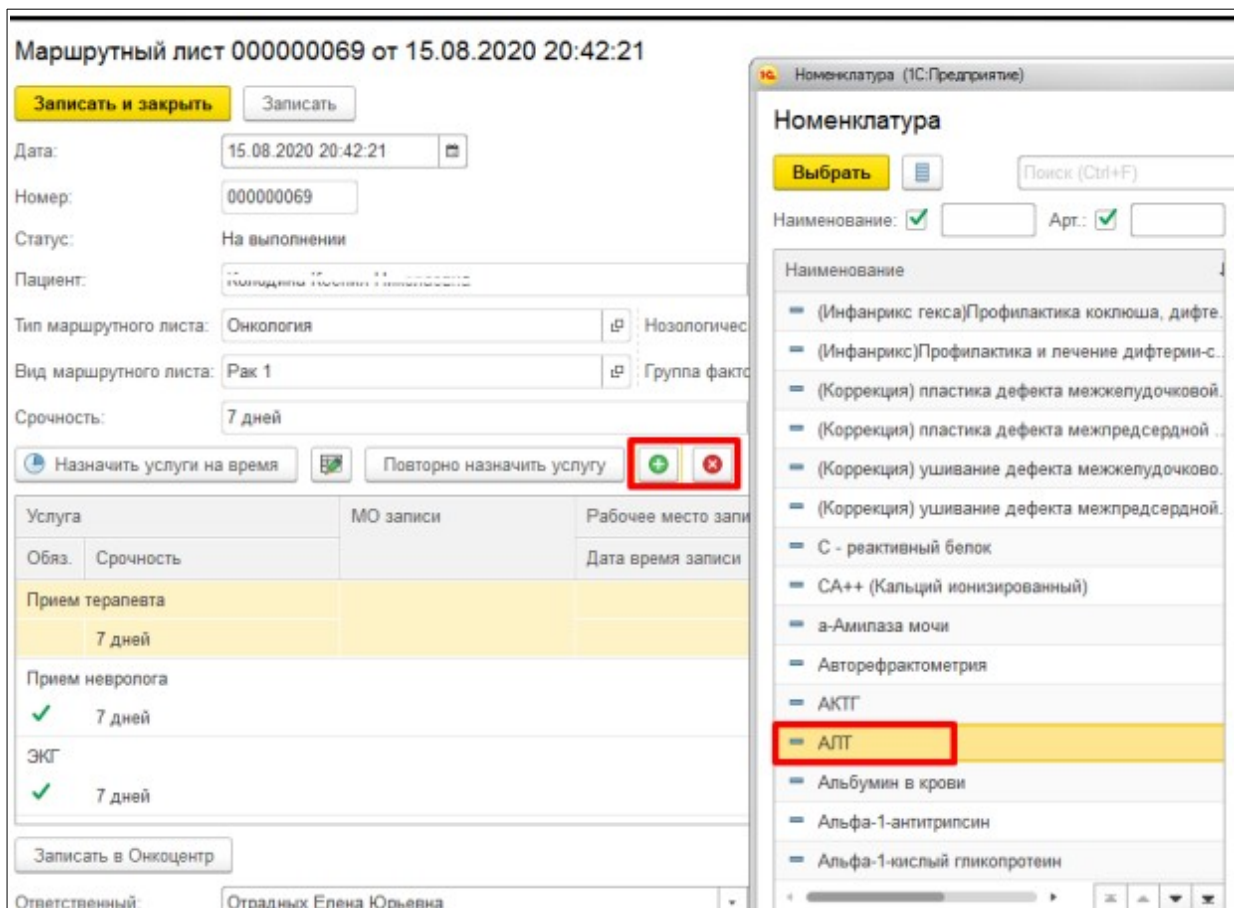 Маршрутный лист 000000069 от 15.08.2020 20:42:21
Записать и закрыть Записать
Дата: 15.08.2020 20:42:21
Номер: 000000069
Статус: На выполнении
Пациент:
Тип маршрутного листа: Онкология Нозологичес
Вид маршрутного листа: Рак 1 Группа факто
Срочность: 7 дней
Назначить услуги на время Повторно назначить услугу
Услуга МО записи Рабочее место запи
Обяз. Срочность Дата время записи
Прием терапевта
7 дней
Прием невролога
7 дней
ЭКГ
7 дней
Записать в Онкоцентр
Ответственный: Отрадных Елена Юрьевна
1С Номенклатура (1С:Предприятие)
Номенклатура
Выбрать Поиск (Ctrl+F)
Наименование: Арт.:
Наименование
(Инфанрикс гекса)Профилактика коклюша, дифте.
(Инфанрикс)Профилактика и лечение дифтерии-с..
(Коррекция) пластика дефекта межжелудочковой.
(Коррекция) пластика дефекта межпредсердной ..
(Коррекция) ушивание дефекта межжелудочково.
(Коррекция) ушивание дефекта межпредсердной.
С - реактивный белок
СА++ (Кальций ионизированный)
а-Амилаза мочи
Авторефрактометрия
АКТГ
АЛТ
Альбумин в крови
Альфа-1-антитрипсин
Альфа-1-кислый гликопротеин